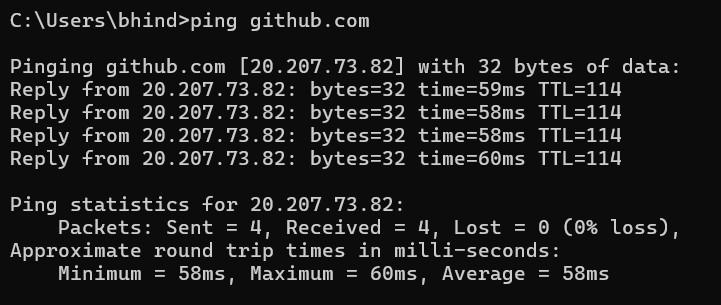 C:\Users\bhind>ping github.com
Pinging github.com [20.207.73.82] with 32 bytes of data:
Reply from 20.207.73.82: bytes=32 time=59ms TTL=114
Reply from 20.207.73.82: bytes=32 time=58ms TTL=114
Reply from 20.207.73.82: bytes=32 time=58ms TTL=114
Reply from 20.207.73.82: bytes=32 time=60ms TTL=114
Ping statistics for 20.207.73.82:
    Packets: Sent = 4, Received = 4, Lost = 0 (0% loss),
Approximate round trip times in milli-seconds:
    Minimum = 58ms, Maximum = 60ms, Average = 58ms